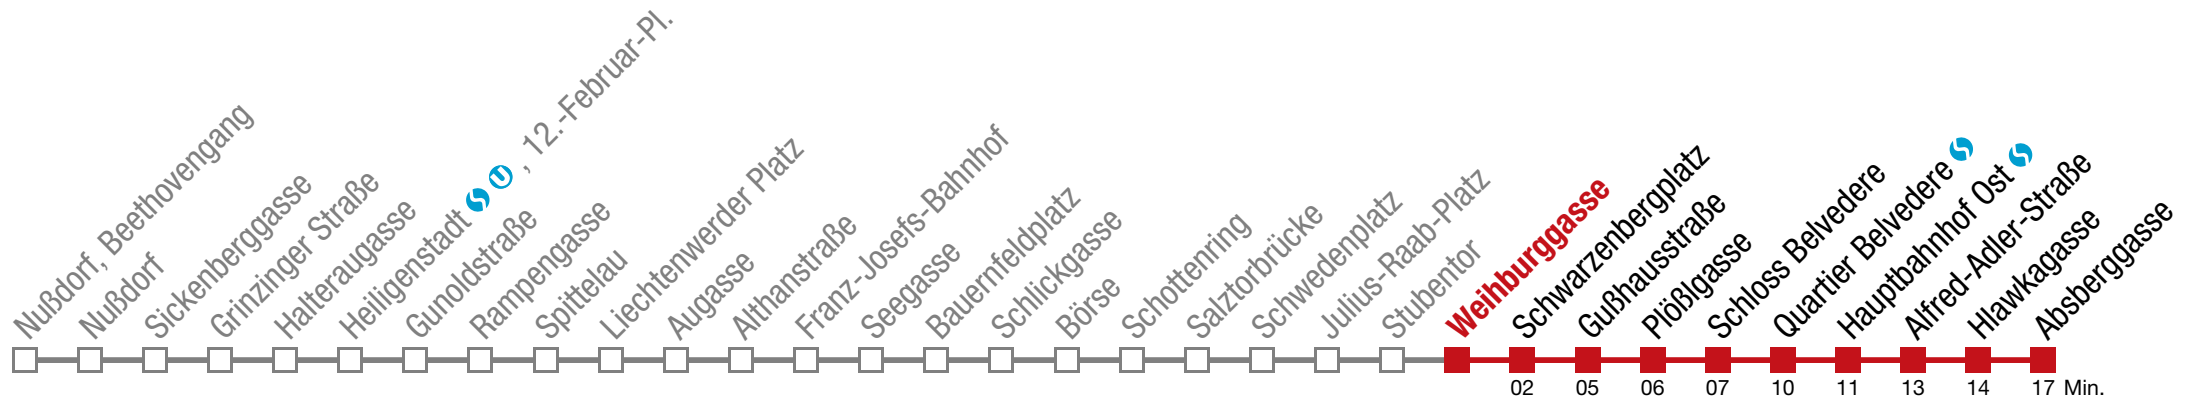 Nußdorf, Beethovengang
Nußdorf
Sickenberggasse
Grinzinger Straße
Halteraugasse
Heiligenstadt S U , 12.-Februar-Pl.
Gunoldstraße
Rampengasse
Spittelau
Liechtenwerder Platz
Augasse
Althanstraße
Franz-Josefs-Bahnhof
Seegasse
Bauernfeldplatz
Schlickgasse
Börse
Schottenring
Salztorbrücke
Schwedenplatz
Julius-Raab-Platz
Stubentor
Weihburggasse
Schwarzenbergplatz
Gußhausstraße
Plößlgasse
Schloss Belvedere
Quartier Belvedere S
Hauptbahnhof Ost S
Alfred-Adler-Straße
Hlawkagasse
Absberggasse
02 05 06 07 10 11 13 14 17 Min.